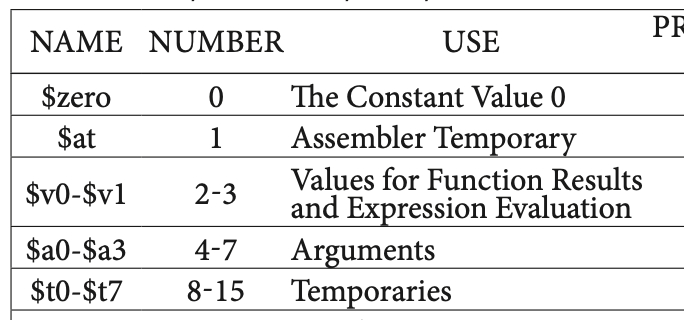 NAME NUMBER USE PR
$zero 0 The Constant Value 0
$at 1 Assembler Temporary
$v0-$v1 2-3 Values for Function Results
and Expression Evaluation
$a0-$a3 4-7 Arguments
$t0-$t7 8-15 Temporaries